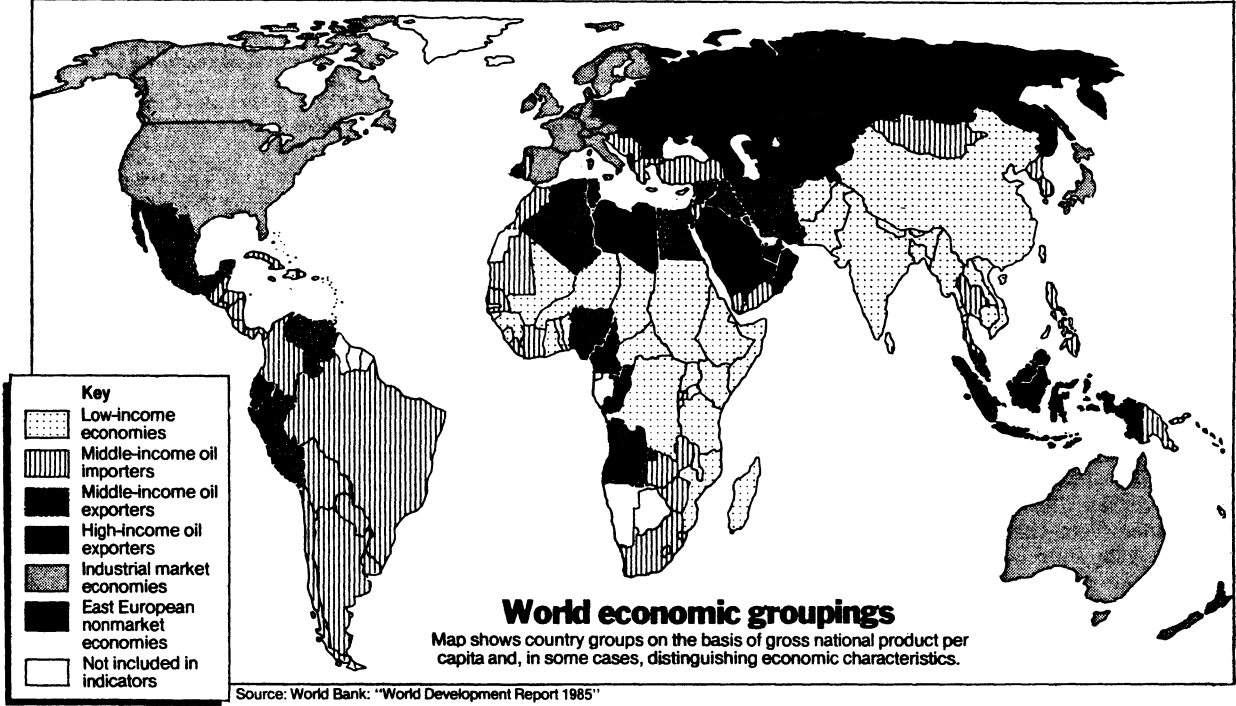 Key
Low-income
economies
Middle-income oil
importers
Middle-income oil
exporters
High-income oil
exporters
Industrial market
economies
East European
nonmarket
economies
Not included in
indicators
World economic groupings
Map shows country groups on the basis of gross national product per
capita and, in some cases, distinguishing economic characteristics.
Source: World Bank: "World Development Report 1985"